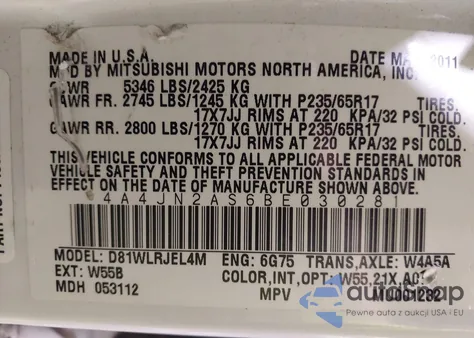 MADE IN U.S.A. DATE 2011
MFD BY MITSUBISHI MOTORS NORTH AMERICA, INC.
GVWR 5346 LBS/2425 KG
GAWR FR. 2745 LBS/1245 KG WITH P235/65R17 TIRES,
17X7JJ RIMS AT 220 KPA/32 PSI COLD.
GAWR RR. 2800 LBS/1270 KG WITH P235/65R17 TIRES,
17X7JJ RIMS AT 220 KPA/32 PSI COLD.
THIS VEHICLE CONFORMS TO ALL APPLICABLE FEDERAL MOTOR
VEHICLE SAFETY AND THEFT PREVENTION STANDARDS IN
EFFECT ON THE DATE OF MANUFACTURE SHOWN ABOVE.
4A4JN2AS6BE030281
MODEL: D81WLRJEL4M ENG: 6G75 TRANS,AXLE: W4A5A
EXT: W55B COLOR,INT,OPT: W55,21X
MDH 053112 MPV MU001282
autoSnap
Pewne auta z aukcji USA i EU